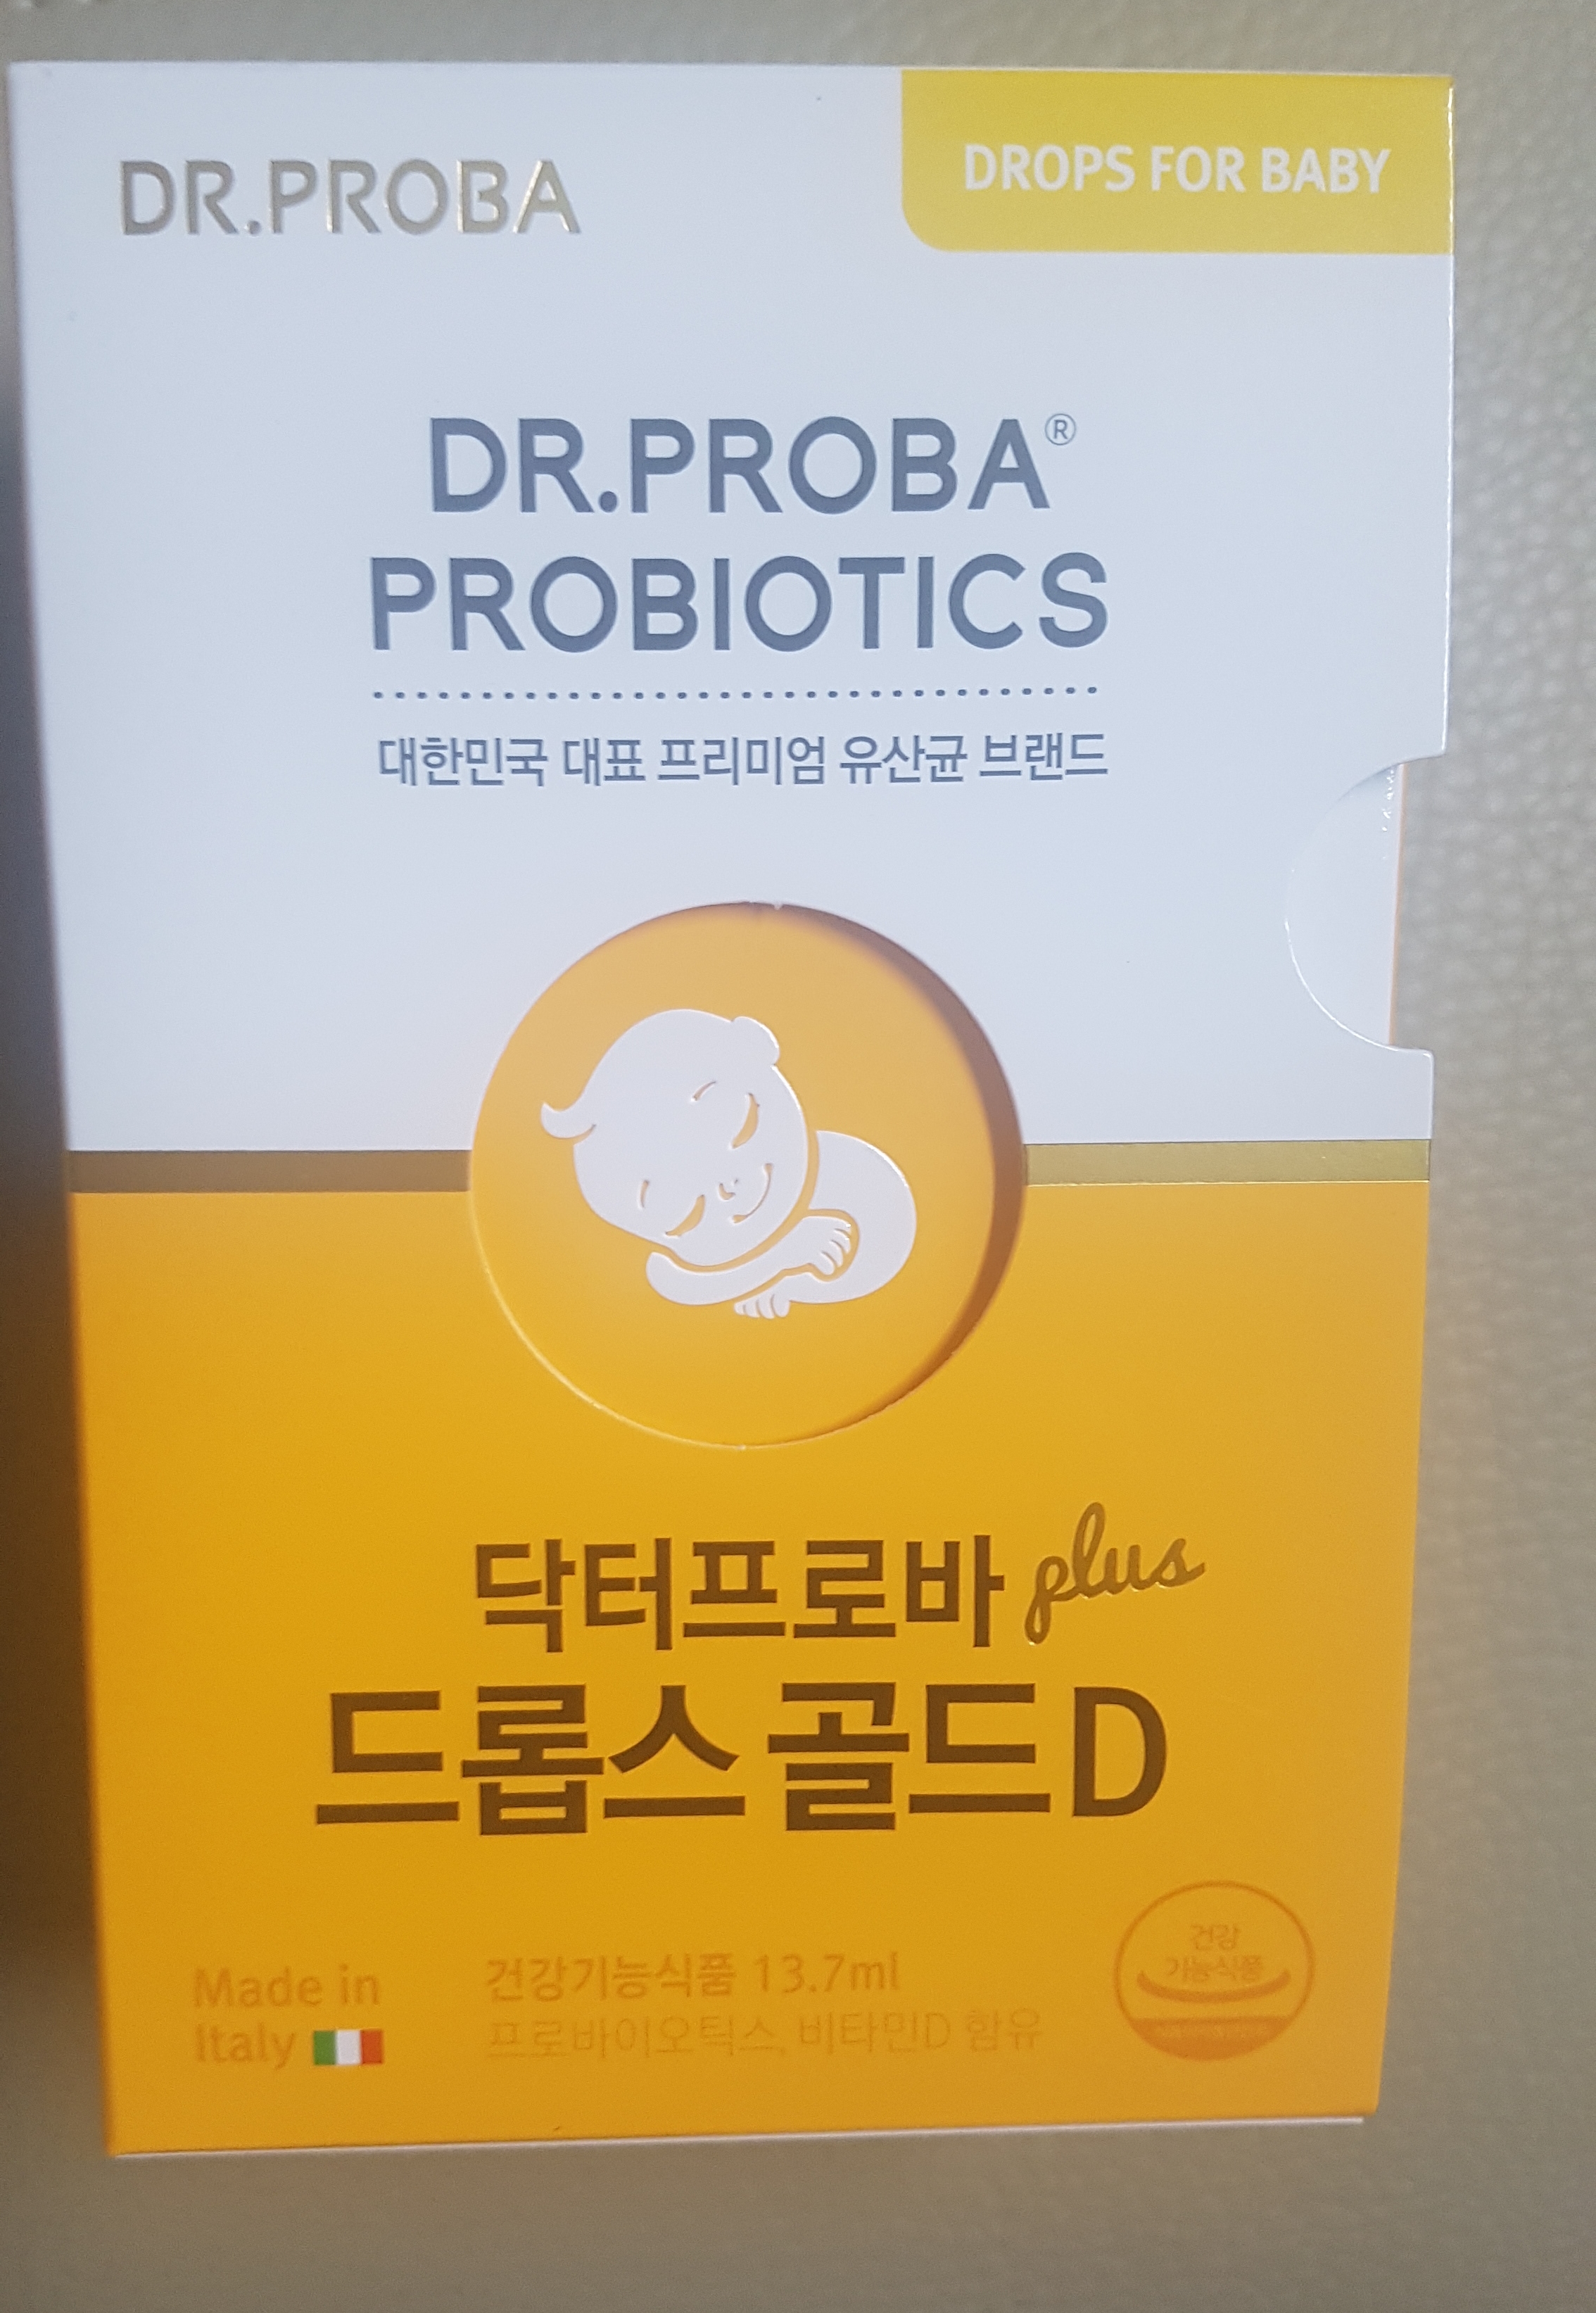 DR.PROBA
DROPS FOR BABY
DR.PROBA®
PROBIOTICS
대한민국 대표 프리미엄 유산균 브랜드
닥터프로바 plus
드롭스 골드 D
Made in
Italy
건강기능식품 13.7ml
프로바이오틱스, 비타민D 함유
건강
기능식품